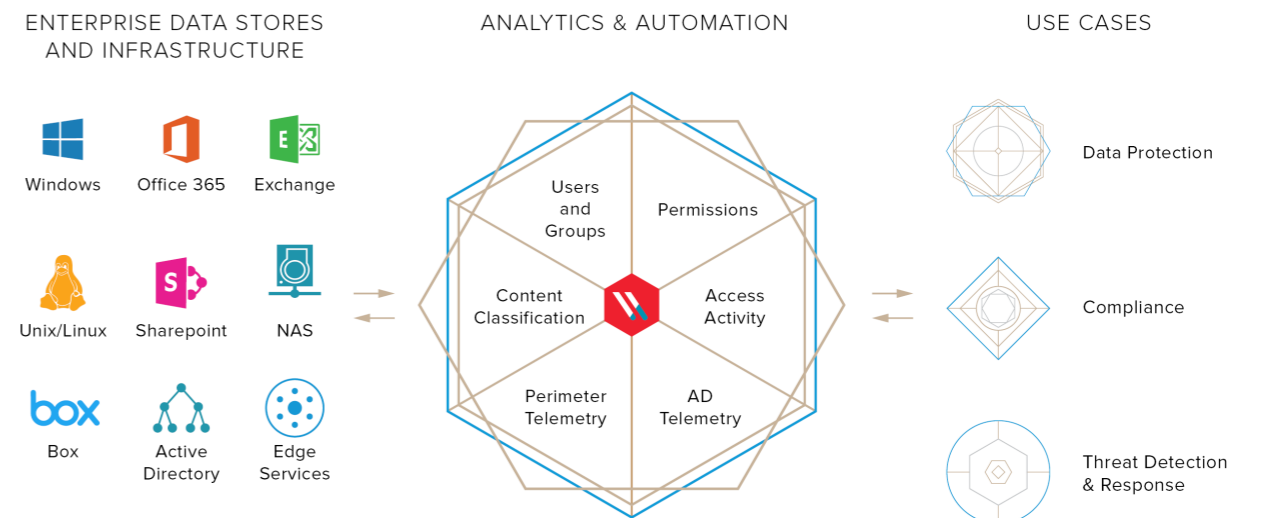 ENTERPRISE DATA STORES
AND INFRASTRUCTURE
Windows
Office 365
E
Exchange
Unix/Linux
S
Sharepoint
NAS
box
Box
Active
Directory
Edge
Services
ANALYTICS & AUTOMATION
Users
and
Groups
Permissions
Content
Classification
Access
Activity
Perimeter
Telemetry
AD
Telemetry
USE CASES
Data Protection
Compliance
Threat Detection
& Response